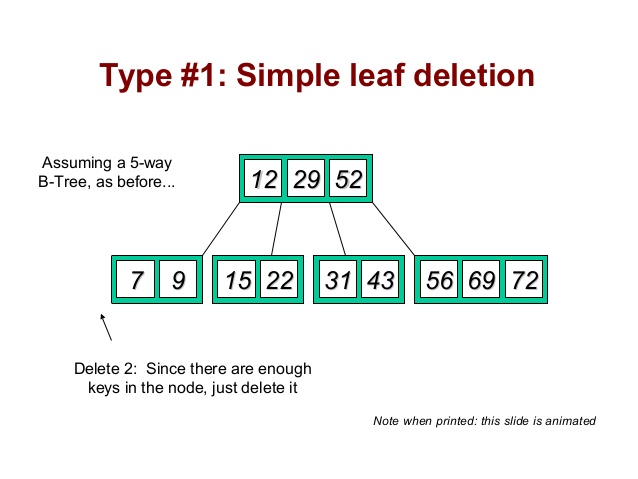 Type #1: Simple leaf deletion
Assuming a 5-way
B-Tree, as before...
12 29 52
7 9 15 22 31 43 56 69 72
Delete 2: Since there are enough
keys in the node, just delete it
Note when printed: this slide is animated